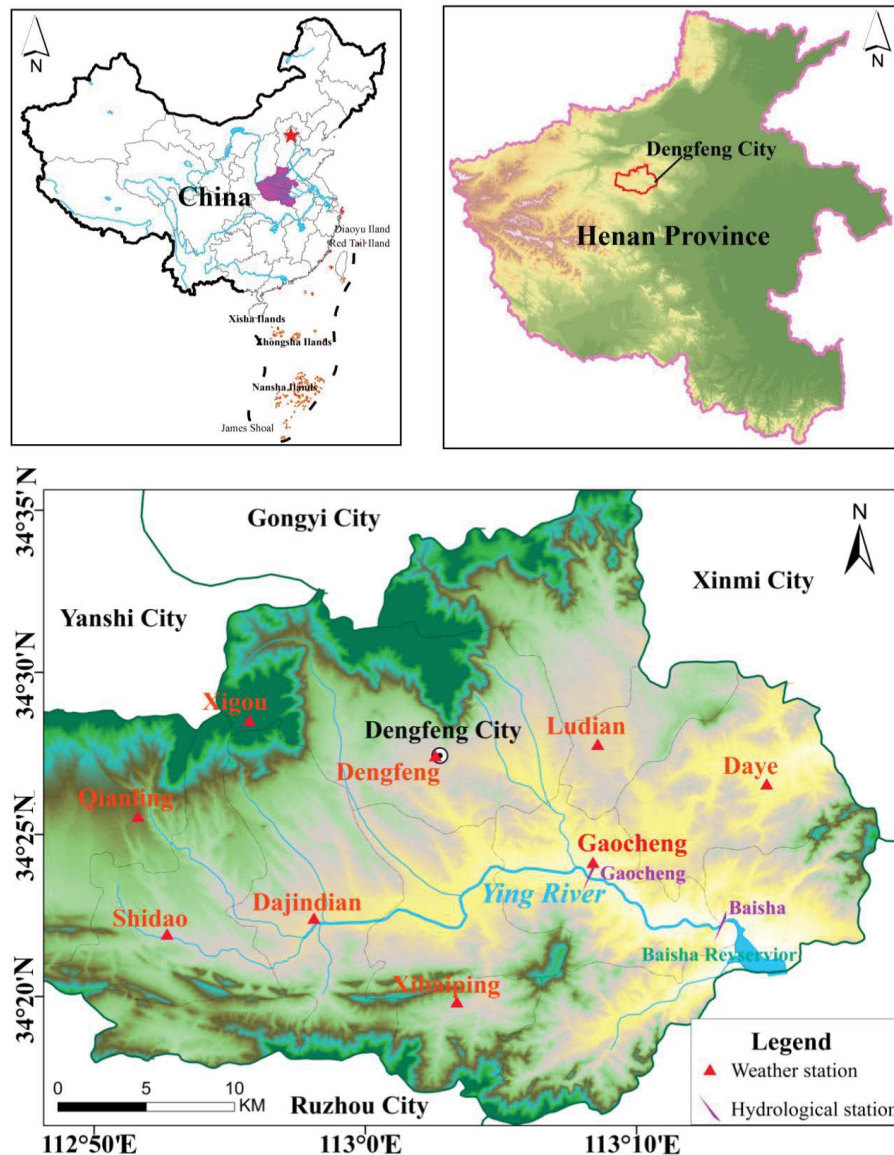 N
China
Diaoyu Iland
Red Tail Iland
Xisha Ilands
Zhongsha Ilands
Nansha Ilands
James Shoal
N
Dengfeng City
Henan Province
34°35'N
34°30'N
34°25'N
34°20'N
Gongyi City
N
Xinmi City
Yanshi City
Xigou
Dengfeng City
Ludian
Dengfeng
Daye
Qianling
Gaocheng
Gaocheng
Ying River
Dajindian
Baisha
Shidao
Baisha Revservior
Xibaiping
Legend
Weather station
Hydrological station
0 5 10
KM
Ruzhou City
112°50'E 113°0'E 113°10'E